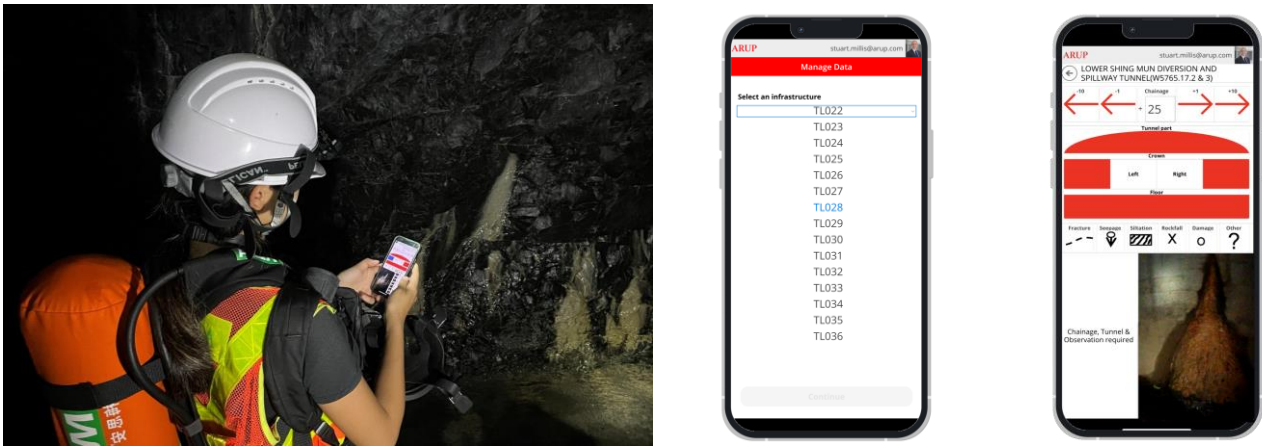 PELICAN
安思
ARUP
stuart.millis@arup.com
Manage Data
Select an infrastructure
TL022
TL023
TL024
TL025
TL026
TL027
TL028
TL029
TL030
TL031
TL032
TL033
TL034
TL035
TL036
Continue
ARUP
stuart.millis@arup.com
LOWER SHING MUN DIVERSION AND
SPILLWAY TUNNEL(W5765.17.2 & 3)
-10 -1 Chainage +1 +10
- 25
Tunnel part
Crown
Left Right
Floor
Fracture Seepage Siltation Rockfall Damage Other
X O ?
Chainage, Tunnel &
Observation required